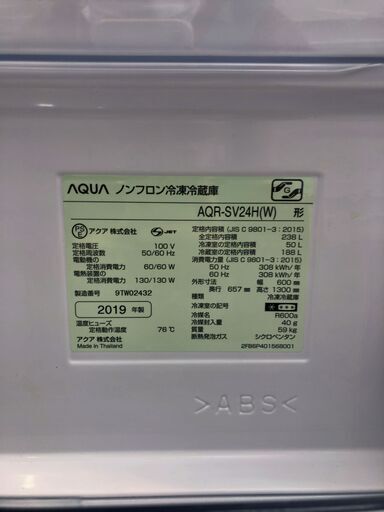 AQUA ノンフロン冷凍冷蔵庫
AQR-SV24H(W) 形
PS E アクア 株式会社 JET
定格電圧 100 V
定格周波数 50/60 Hz
電動機の
定格消費電力 60/60 W
電熱装置の
定格消費電力 130/130 W
製造番号 9TW02432
2019 年製
温度ヒューズ
定格動作温度 76℃
アクア 株式会社
Made in Thailand
G
定格内容積 (JIS C 9801-3 : 2015)
全定格内容積 238 L
冷凍室の定格内容積 50 L
冷蔵室の定格内容積 188 L
消費電力量 (JIS C 9801-3 : 2015)
50 Hz 308 kWh/年
60 Hz 308 kWh/年
外形寸法 幅 600 mm
奥行 657 mm 高さ 1300 mm
種類 冷凍冷蔵庫
冷凍室の記号
冷媒名 R600a
冷媒封入量 40 g
質量 59 kg
断熱発泡ガス シクロペンタン
2FB6P401568001
>ABS<